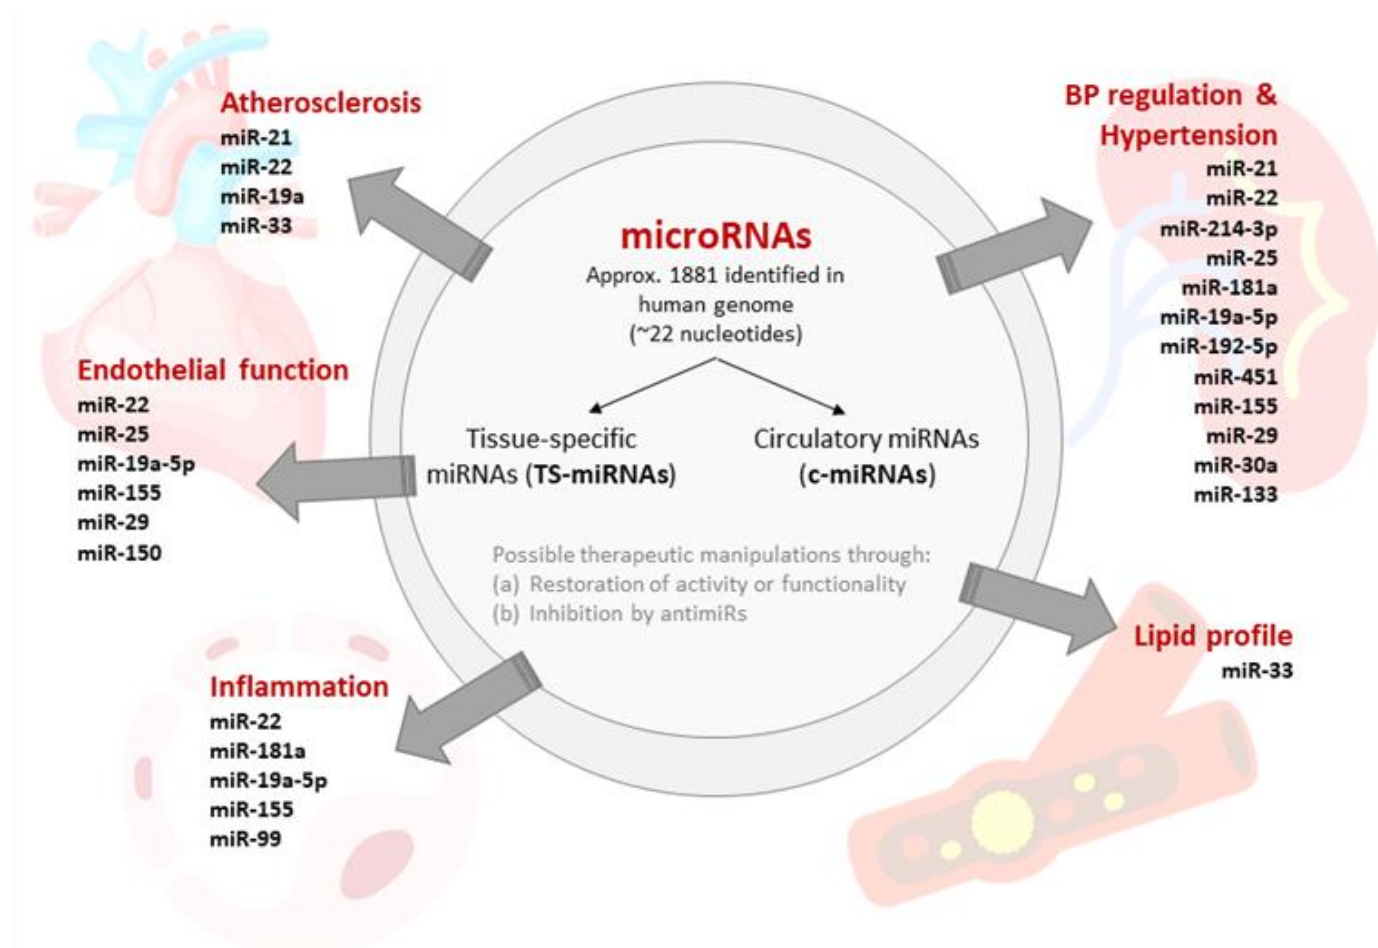 Atherosclerosis
miR-21
miR-22
miR-19a
miR-33
Endothelial function
miR-22
miR-25
miR-19a-5p
miR-155
miR-29
miR-150
Inflammation
miR-22
miR-181a
miR-19a-5p
miR-155
miR-99
microRNAs
Approx. 1881 identified in
human genome
(~22 nucleotides)
Tissue-specific
miRNAs (TS-miRNAs)
Circulatory miRNAs
(c-miRNAs)
Possible therapeutic manipulations through:
(a) Restoration of activity or functionality
(b) Inhibition by antimiRs
BP regulation &
Hypertension
miR-21
miR-22
miR-214-3p
miR-25
miR-181a
miR-19a-5p
miR-192-5p
miR-451
miR-155
miR-29
miR-30a
miR-133
Lipid profile
miR-33